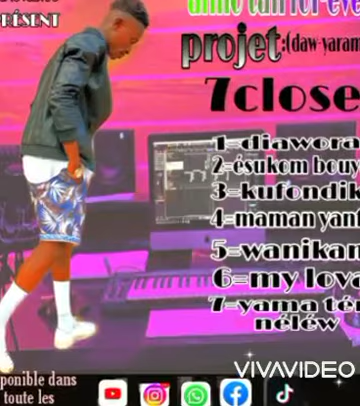 PRÉSENT
projet:(daw-yaram
7close
1=diawora
2=ésukom bouy
3=kufondik
4=maman yan
5=wanikan
6=my lova
7=yama tér
néléw
VIVAVIDEO
ponible dans
toute les